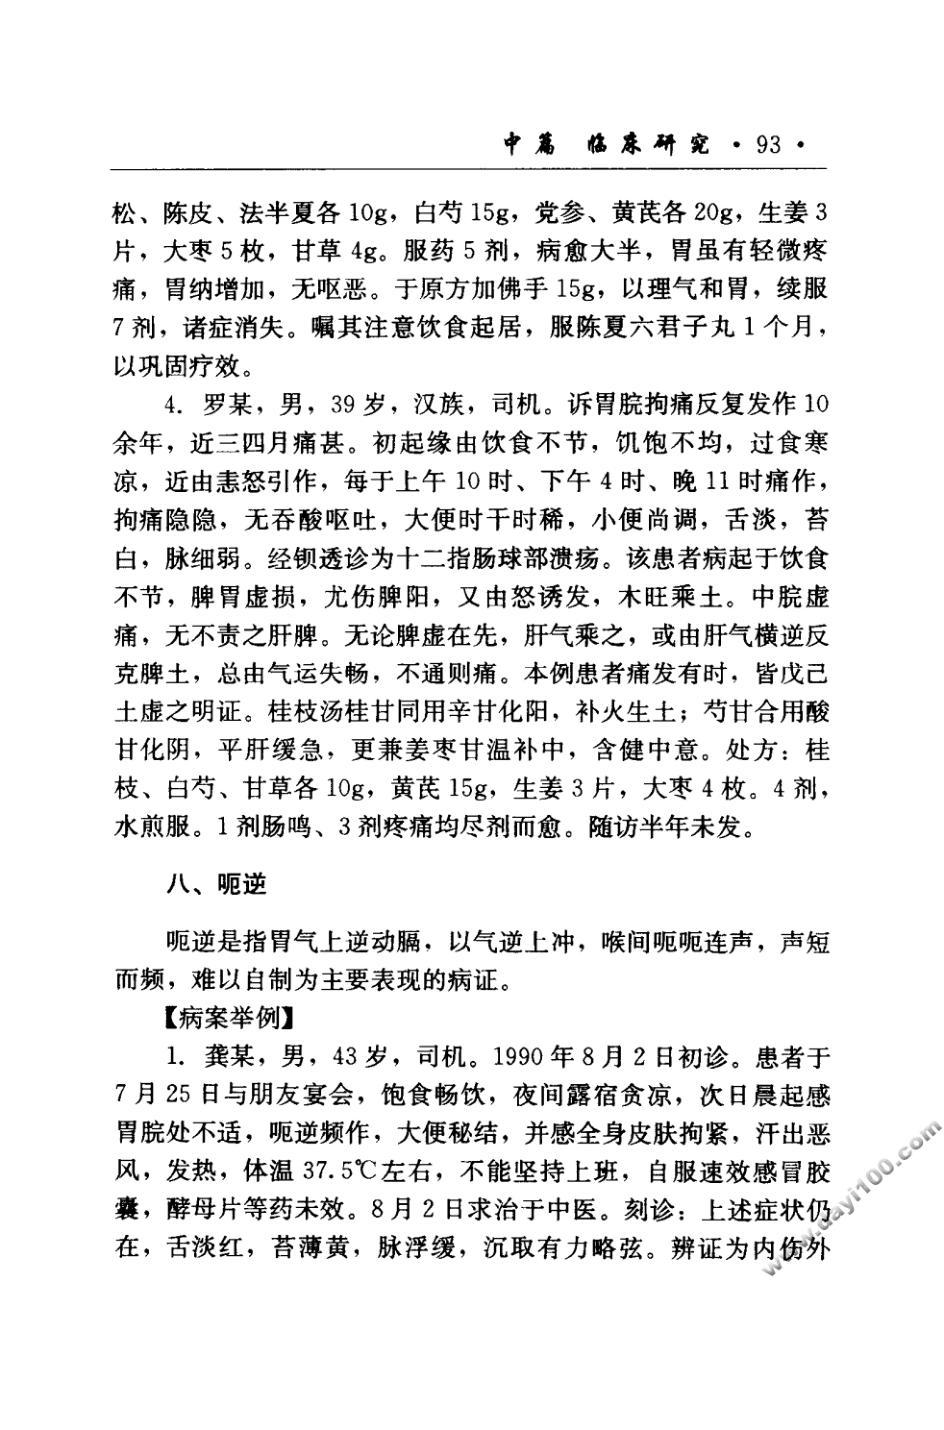 中篇 临床研究·93·
松、陈皮、法半夏各 10g，白芍 15g，党参、黄芪各 20g，生姜 3
片，大枣 5 枚，甘草 4g。服药 5 剂，病愈大半，胃虽有轻微疼
痛，胃纳增加，无呕恶。于原方加佛手 15g，以理气和胃，续服
7 剂，诸症消失。嘱其注意饮食起居，服陈夏六君子丸 1 个月，
以巩固疗效。
4. 罗某，男，39 岁，汉族，司机。诉胃脘拘痛反复发作 10
余年，近三四月痛甚。初起缘由饮食不节，饥饱不均，过食寒
凉，近由恚怒引作，每于上午 10 时、下午 4 时、晚 11 时痛作，
拘痛隐隐，无吞酸呕吐，大便时干时稀，小便尚调，舌淡，苔
白，脉细弱。经钡透诊为十二指肠球部溃疡。该患者病起于饮食
不节，脾胃虚损，尤伤脾阳，又由怒诱发，木旺乘土。中脘虚
痛，无不责之肝脾。无论脾虚在先，肝气乘之，或由肝气横逆反
克脾土，总由气运失畅，不通则痛。本例患者痛发有时，皆戊己
土虚之明证。桂枝汤桂甘同用辛甘化阳，补火生土；芍甘合用酸
甘化阴，平肝缓急，更兼姜枣甘温补中，含健中意。处方：桂
枝、白芍、甘草各 10g，黄芪 15g，生姜 3 片，大枣 4 枚。4 剂，
水煎服。1 剂肠鸣、3 剂疼痛均尽剂而愈。随访半年未发。
八、呃逆
呃逆是指胃气上逆动膈，以气逆上冲，喉间呃呃连声，声短
而频，难以自制为主要表现的病证。
【病案举例】
1. 龚某，男，43 岁，司机。1990 年 8 月 2 日初诊。患者于
7 月 25 日与朋友宴会，饱食畅饮，夜间露宿贪凉，次日晨起感
胃脘处不适，呃逆频作，大便秘结，并感全身皮肤拘紧，汗出恶
风，发热，体温 37.5℃左右，不能坚持上班，自服速效感冒胶
囊，酵母片等药未效。8 月 2 日求治于中医。刻诊：上述症状仍
在，舌淡红，苔薄黄，脉浮缓，沉取有力略弦。辨证为内伤外
www.dayi100.com